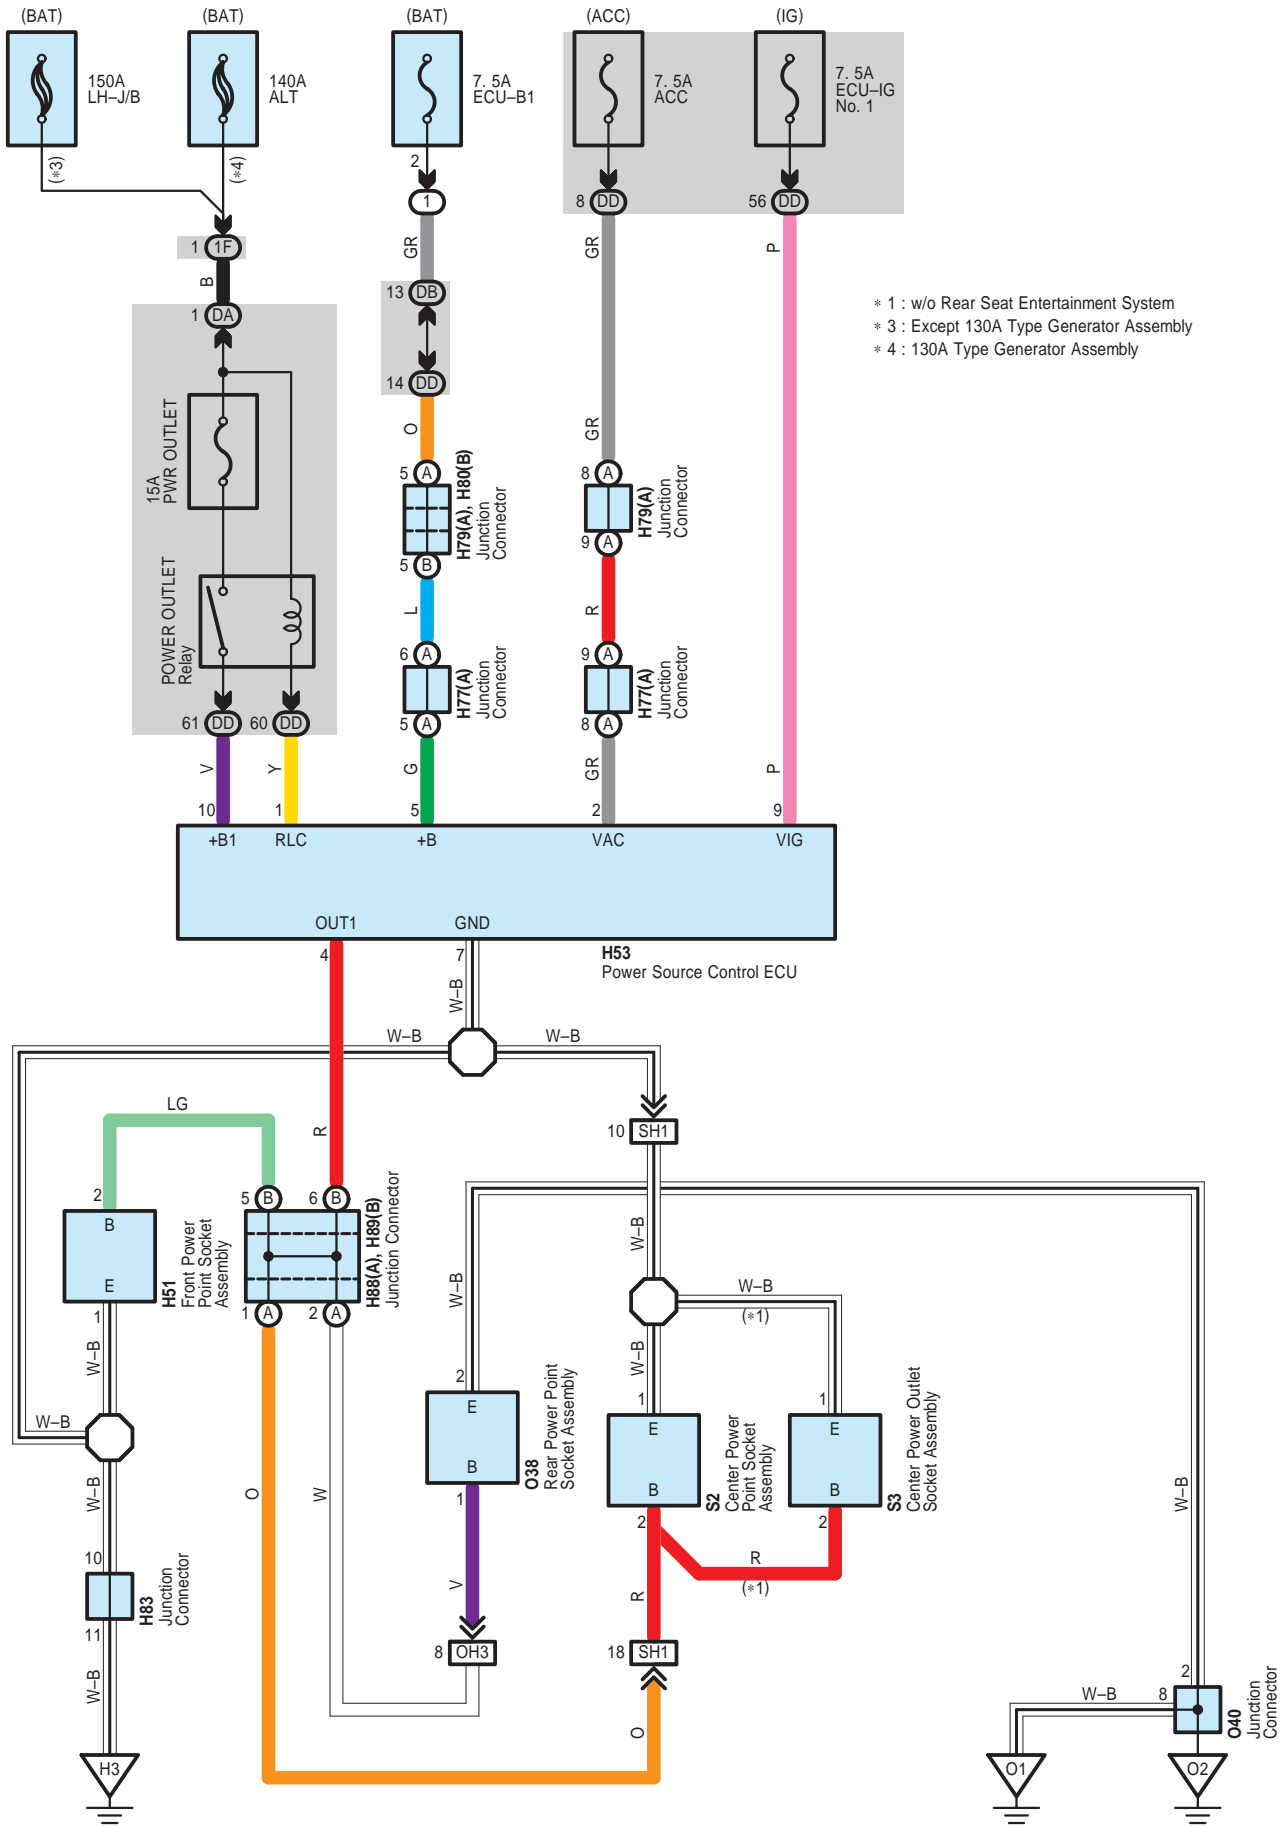 (BAT)
(BAT)
(BAT)
(ACC)
(IG)
150A
LH–J/B
140A
ALT
7. 5A
ECU–B1
7. 5A
ACC
7. 5A
ECU–IG
No. 1
(∗3)
(∗4)
2
1
8 DD
56 DD
1 1F
B
GR
GR
P
1 DA
13 DB
14 DD
∗ 1 : w/o Rear Seat Entertainment System
∗ 3 : Except 130A Type Generator Assembly
∗ 4 : 130A Type Generator Assembly
15A
PWR OUTLET
O
GR
5 A
H79(A), H80(B)
Junction
Connector
5 B
8 A
H79(A)
Junction
Connector
9 A
POWER OUTLET
Relay
L
R
6 A
H77(A)
Junction
Connector
5 A
9 A
H77(A)
Junction
Connector
8 A
61 DD
60 DD
V
Y
G
GR
P
10
1
5
2
9
+B1
RLC
+B
VAC
VIG
OUT1
GND
4
7
H53
Power Source Control ECU
W–B
W–B
W–B
LG
R
10 SH1
2
B
E
1
H51
Front Power
Point Socket
Assembly
5 B
6 B
H88(A), H89(B)
Junction Connector
1 A
2 A
W–B
W–B
W–B
(∗1)
W–B
W–B
W–B
2
E
B
1
O38
Rear Power Point
Socket Assembly
1
E
B
2
S2
Center Power
Point Socket
Assembly
1
E
B
2
S3
Center Power Outlet
Socket Assembly
W–B
W–B
O
W
V
R
R
(∗1)
W–B
10
H83
Junction
Connector
11
8 OH3
18 SH1
W–B
O
W–B
8
2
O40
Junction
Connector
H3
O1
O2